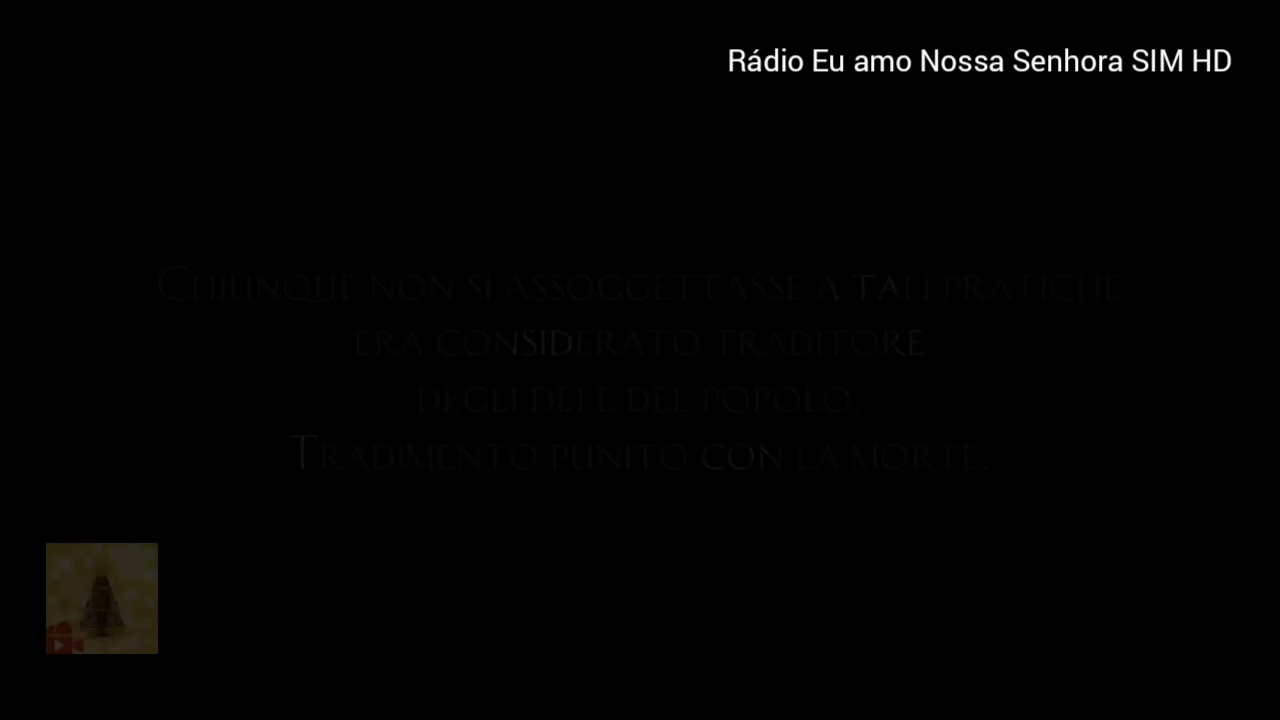 Rádio Eu amo Nossa Senhora SIM HD
Chiunque non si assoggettasse a tali pratiche
era considerato traditore
degli dei e del popolo.
Tradimento punito con la morte.